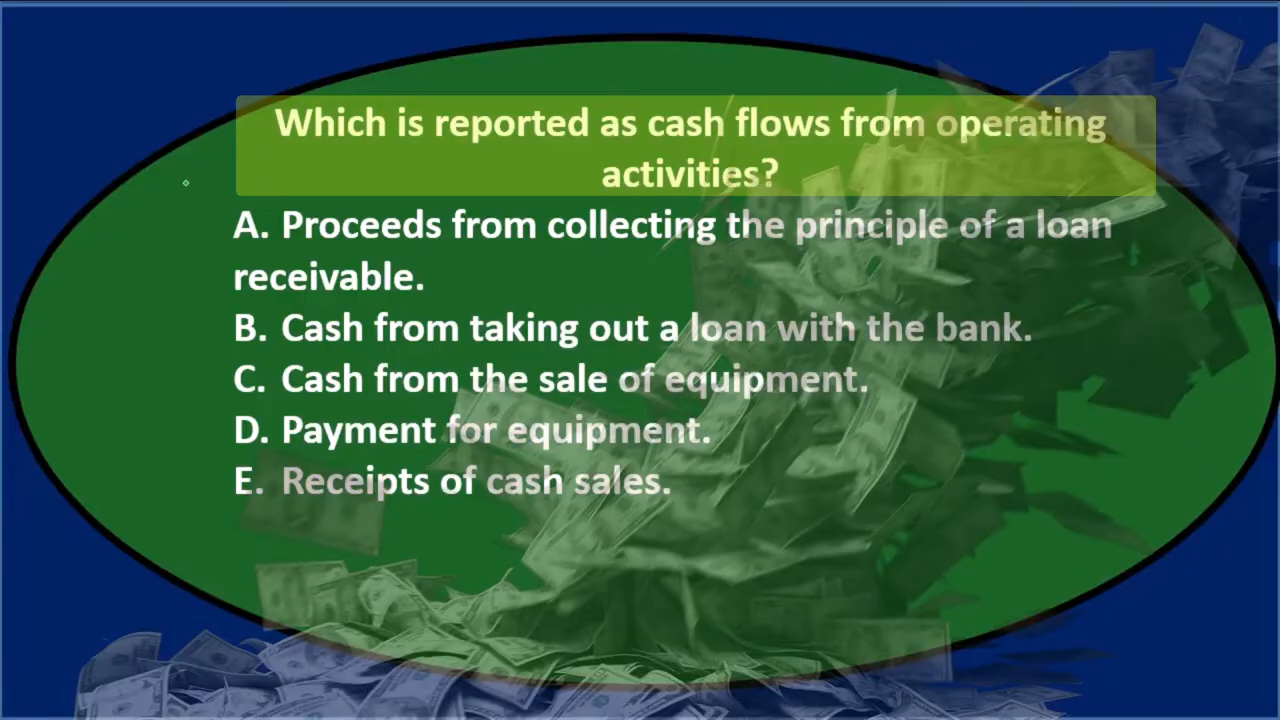 Which is reported as cash flows from operating
activities?
A. Proceeds from collecting the principle of a loan
receivable.
B. Cash from taking out a loan with the bank.
C. Cash from the sale of equipment.
D. Payment for equipment.
E. Receipts of cash sales.